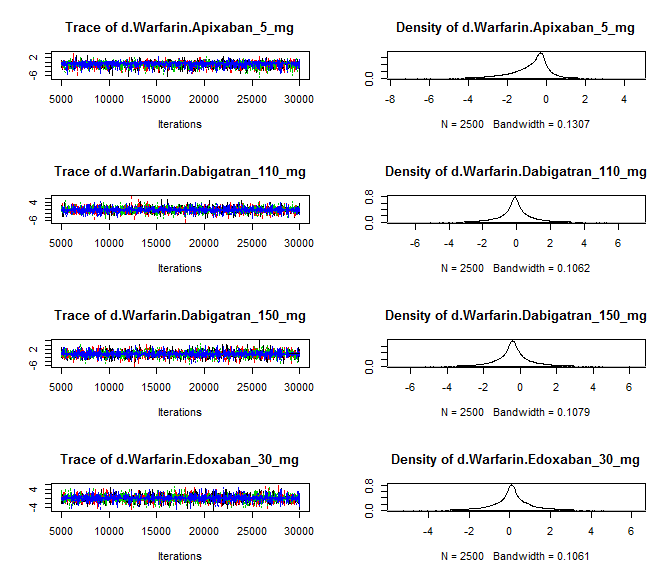 Trace of d.Warfarin.Apixaban_5_mg
2
-6
5000 10000 15000 20000 25000 30000
Iterations
Density of d.Warfarin.Apixaban_5_mg
0.0
-8 -6 -4 -2 0 2 4
N = 2500 Bandwidth = 0.1307
Trace of d.Warfarin.Dabigatran_110_mg
4
-6
5000 10000 15000 20000 25000 30000
Iterations
Density of d.Warfarin.Dabigatran_110_mg
0.8
0.0
-6 -4 -2 0 2 4 6
N = 2500 Bandwidth = 0.1062
Trace of d.Warfarin.Dabigatran_150_mg
2
-6
5000 10000 15000 20000 25000 30000
Iterations
Density of d.Warfarin.Dabigatran_150_mg
0.0
-6 -4 -2 0 2 4 6
N = 2500 Bandwidth = 0.1079
Trace of d.Warfarin.Edoxaban_30_mg
4
-4
5000 10000 15000 20000 25000 30000
Iterations
Density of d.Warfarin.Edoxaban_30_mg
0.8
0.0
-4 -2 0 2 4 6
N = 2500 Bandwidth = 0.1061